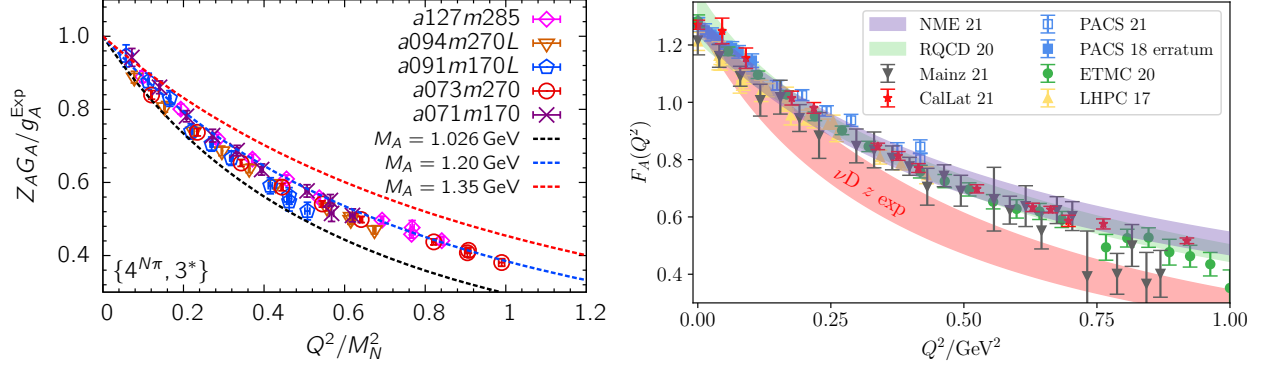 Z_A G_A / g_A^Exp
1.0
0.8
0.6
0.4
a127m285
a094m270L
a091m170L
a073m270
a071m170
M_A = 1.026 GeV
M_A = 1.20 GeV
M_A = 1.35 GeV
{4^{Nπ}, 3^*}
0 0.2 0.4 0.6 0.8 1 1.2
Q^2/M_N^2
F_A(Q^2)
1.2
1.0
0.8
0.6
0.4
NME 21
RQCD 20
Mainz 21
CalLat 21
PACS 21
PACS 18 erratum
ETMC 20
LHPC 17
νD z exp
0.00 0.25 0.50 0.75 1.00
Q^2/GeV^2